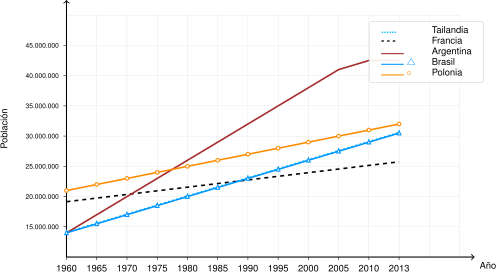 Tailandia
Francia
Argentina
Brasil
Polonia
45.000.000
40.000.000
35.000.000
30.000.000
25.000.000
20.000.000
15.000.000
Población
1960 1965 1970 1975 1980 1985 1990 1995 2000 2005 2010 2013
Año